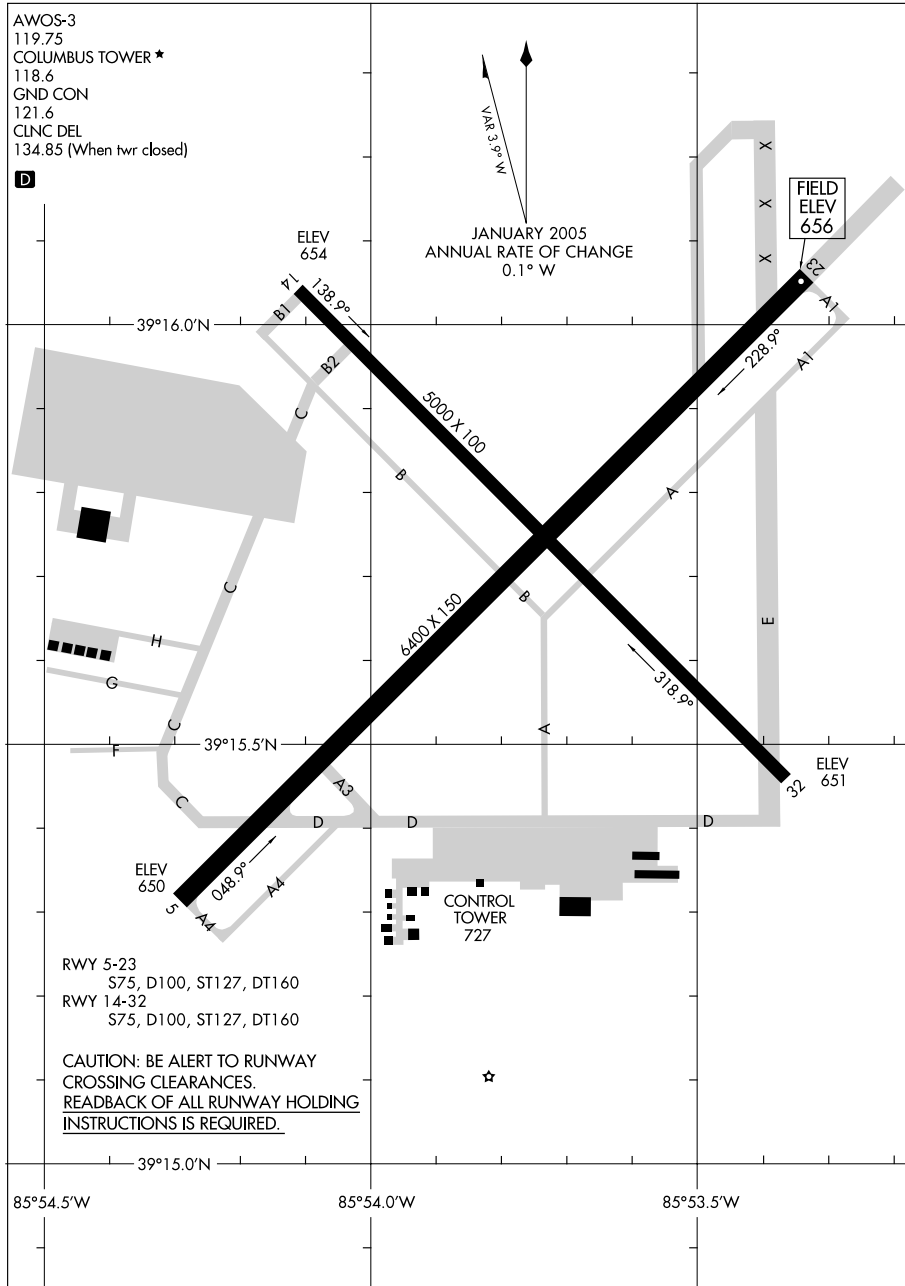 AWOS-3
119.75
COLUMBUS TOWER ★
118.6
GND CON
121.6
CLNC DEL
134.85 (When twr closed)
D
VAR 3.9° W
JANUARY 2005
ANNUAL RATE OF CHANGE
0.1° W
FIELD
ELEV
656
X
X
X
ELEV
654
14
138.9°
23
A1
A1
228.9°
39°16.0'N
B1
B2
C
5000 X 100
B
A
C
B
6400 X 150
H
E
G
318.9°
C
A
F
39°15.5'N
ELEV
651
32
A3
C
D
D
D
ELEV
650
048.9°
A4
A4
5
CONTROL
TOWER
727
RWY 5-23
S75, D100, ST127, DT160
RWY 14-32
S75, D100, ST127, DT160
CAUTION: BE ALERT TO RUNWAY
CROSSING CLEARANCES.
READBACK OF ALL RUNWAY HOLDING
INSTRUCTIONS IS REQUIRED.
39°15.0'N
85°54.5'W
85°54.0'W
85°53.5'W